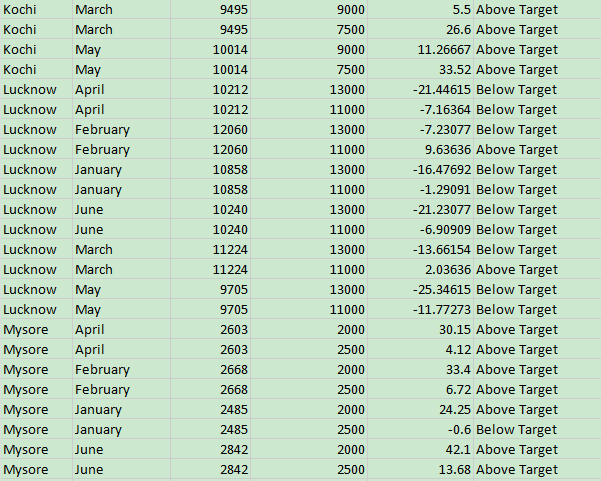 Kochi March 9495 9000 5.5 Above Target
Kochi March 9495 7500 26.6 Above Target
Kochi May 10014 9000 11.26667 Above Target
Kochi May 10014 7500 33.52 Above Target
Lucknow April 10212 13000 -21.44615 Below Target
Lucknow April 10212 11000 -7.16364 Below Target
Lucknow February 12060 13000 -7.23077 Below Target
Lucknow February 12060 11000 9.63636 Above Target
Lucknow January 10858 13000 -16.47692 Below Target
Lucknow January 10858 11000 -1.29091 Below Target
Lucknow June 10240 13000 -21.23077 Below Target
Lucknow June 10240 11000 -6.90909 Below Target
Lucknow March 11224 13000 -13.66154 Below Target
Lucknow March 11224 11000 2.03636 Above Target
Lucknow May 9705 13000 -25.34615 Below Target
Lucknow May 9705 11000 -11.77273 Below Target
Mysore April 2603 2000 30.15 Above Target
Mysore April 2603 2500 4.12 Above Target
Mysore February 2668 2000 33.4 Above Target
Mysore February 2668 2500 6.72 Above Target
Mysore January 2485 2000 24.25 Above Target
Mysore January 2485 2500 -0.6 Below Target
Mysore June 2842 2000 42.1 Above Target
Mysore June 2842 2500 13.68 Above Target